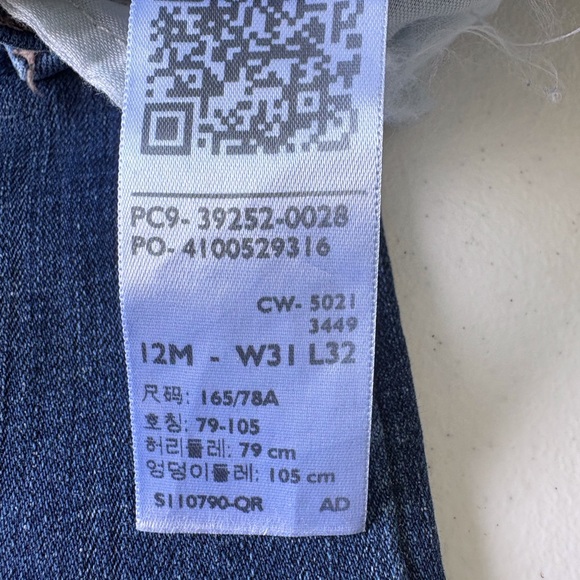 PC9- 39252-0028
PO- 4100529316
CW- 5021
3449
12M - W31 L32
尺码: 165/78A
호칭: 79-105
허리둘레: 79 cm
엉덩이둘레: 105 cm
S110790-QR AD